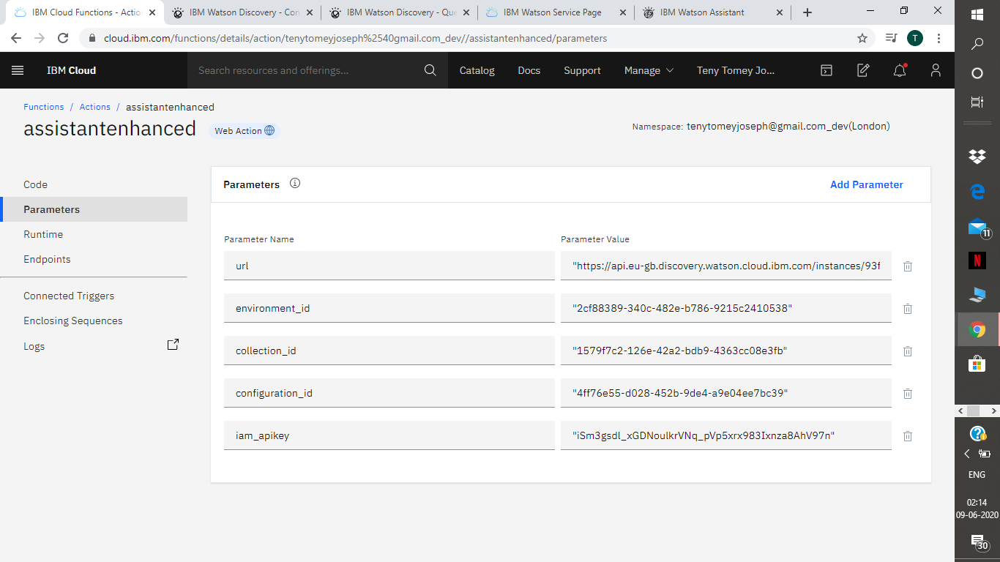 IBM Cloud Functions - Actio
IBM Watson Discovery - Con
IBM Watson Discovery - Que
IBM Watson Service Page
IBM Watson Assistant
cloud.ibm.com/functions/details/action/tenytomeyjoseph%2540gmail.com_dev//assistantenhanced/parameters
T
IBM Cloud
Search resources and offerings...
Catalog
Docs
Support
Manage
Teny Tomey Jo...
Functions / Actions / assistantenhanced
assistantenhanced
Web Action
Namespace: tenytomeyjoseph@gmail.com_dev(London)
Code
Parameters
Runtime
Endpoints
Connected Triggers
Enclosing Sequences
Logs
Parameters
Add Parameter
Parameter Name
Parameter Value
url
"https://api.eu-gb.discovery.watson.cloud.ibm.com/instances/93f
environment_id
"2cf88389-340c-482e-b786-9215c2410538"
collection_id
"1579f7c2-126e-42a2-bdb9-4363cc08e3fb"
configuration_id
"4ff76e55-d028-452b-9de4-a9e04ee7bc39"
iam_apikey
"iSm3gsdl_xGDNoulkrVNq_pVp5xrx983Ixnza8AhV97n"
11
N
ENG
02:14
09-06-2020
30